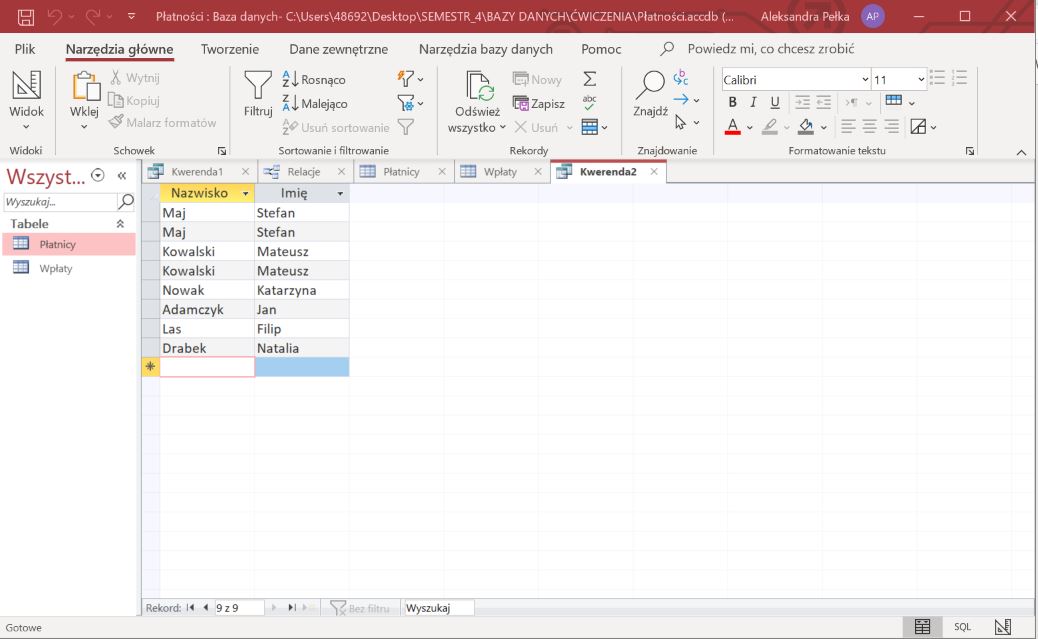 Płatności : Baza danych- C:\Users\48692\Desktop\SEMESTR_4\BAZY DANYCH\ĆWICZENIA\Płatności.accdb (... Aleksandra Pełka AP
Plik Narzędzia główne Tworzenie Dane zewnętrzne Narzędzia bazy danych Pomoc Powiedz mi, co chcesz zrobić
Widok
Widoki
Wklej
Wytnij
Kopiuj
Malarz formatów
Schowek
Filtruj
Rosnąco
Malejąco
Usuń sortowanie
Sortowanie i filtrowanie
Odśwież
wszystko
Nowy
Zapisz
Usuń
Rekordy
Znajdź
Znajdowanie
Calibri 11
B I U
A
Formatowanie tekstu
Wszyst...
Wyszukaj...
Tabele
Płatnicy
Wpłaty
Kwerenda1 Relacje Płatnicy Wpłaty Kwerenda2
Nazwisko Imię
Maj Stefan
Maj Stefan
Kowalski Mateusz
Kowalski Mateusz
Nowak Katarzyna
Adamczyk Jan
Las Filip
Drabek Natalia
Rekord: 9 z 9 Bez filtru Wyszukaj
Gotowe SQL